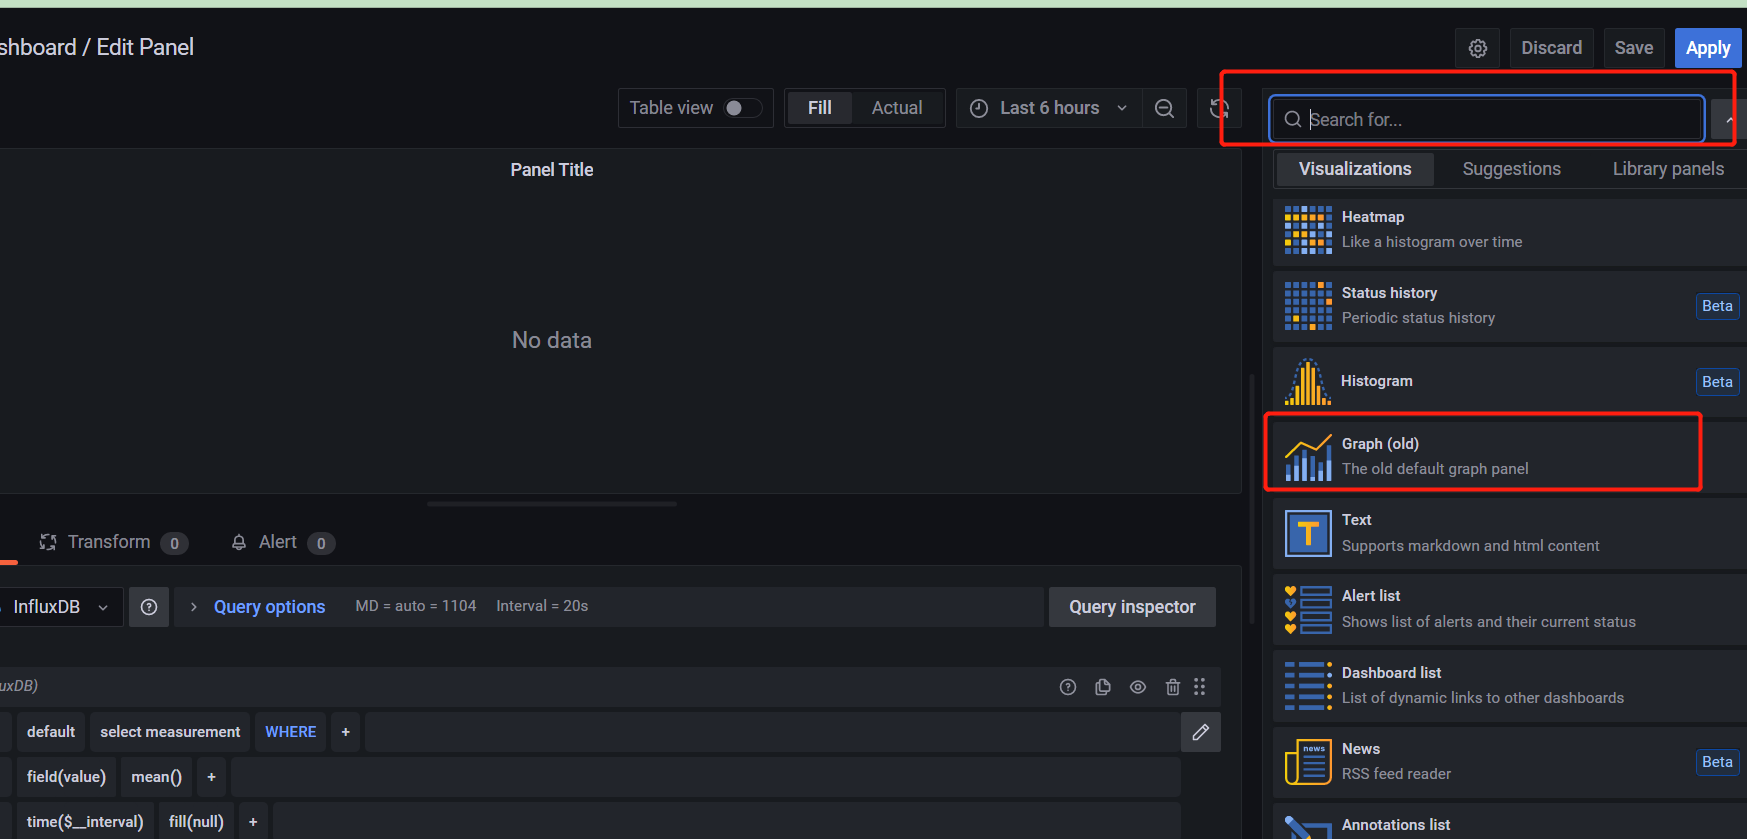 shboard / Edit Panel
Discard
Save
Apply
Table view
Fill
Actual
Last 6 hours
Search for...
Visualizations
Suggestions
Library panels
Panel Title
No data
Heatmap
Like a histogram over time
Status history
Periodic status history
Beta
Histogram
Beta
Graph (old)
The old default graph panel
Text
Supports markdown and html content
Alert list
Shows list of alerts and their current status
Dashboard list
List of dynamic links to other dashboards
news
News
RSS feed reader
Beta
Annotations list
Transform 0
Alert 0
InfluxDB
Query options
MD = auto = 1104
Interval = 20s
Query inspector
uxDB)
default
select measurement
WHERE
+
field(value)
mean()
+
time($__interval)
fill(null)
+